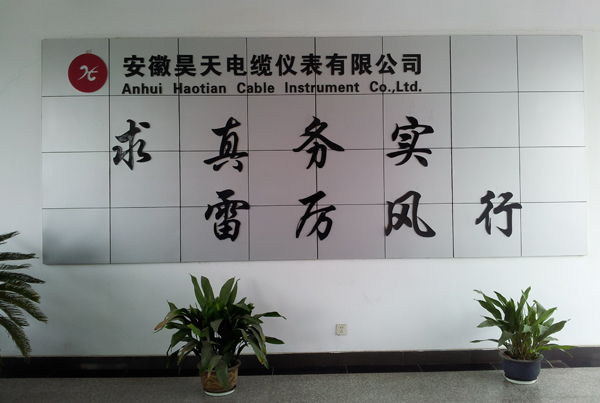 安徽昊天电缆仪表有限公司
Anhui Haotian Cable Instrument Co.,Ltd.
求真务实
雷厉风行